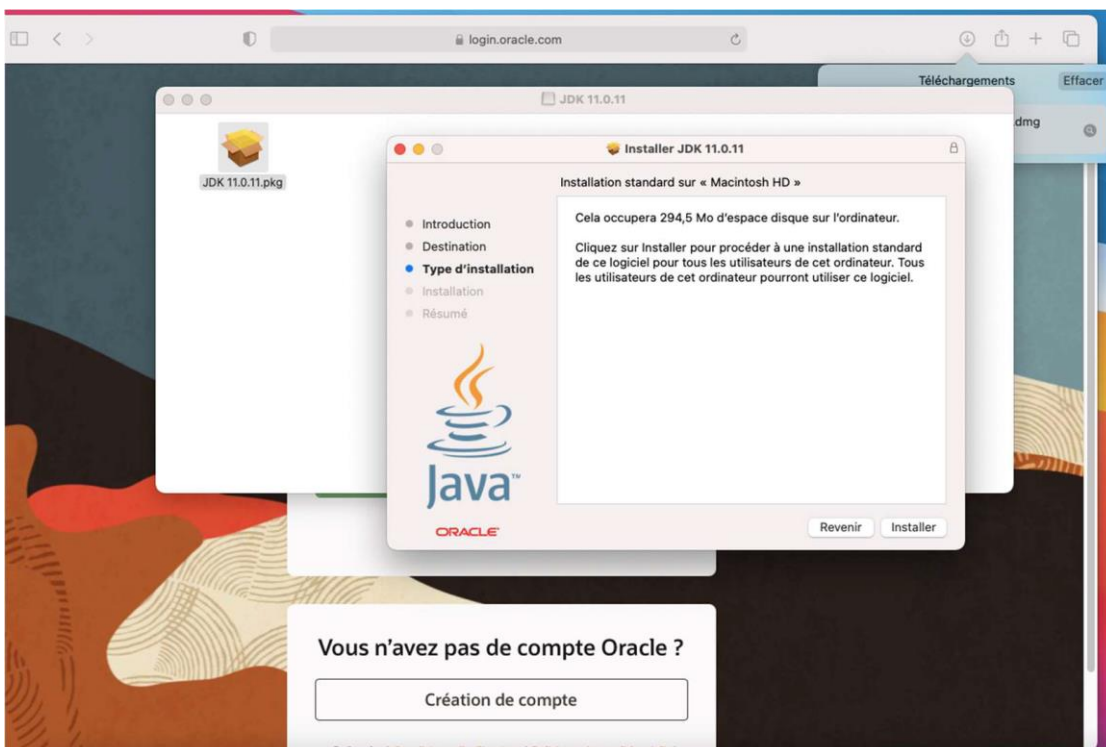 login.oracle.com
Téléchargements
Effacer
.dmg
JDK 11.0.11
JDK 11.0.11.pkg
Installer JDK 11.0.11
Installation standard sur « Macintosh HD »
Introduction
Destination
Type d'installation
Installation
Résumé
Cela occupera 294,5 Mo d'espace disque sur l'ordinateur.
Cliquez sur Installer pour procéder à une installation standard
de ce logiciel pour tous les utilisateurs de cet ordinateur. Tous
les utilisateurs de cet ordinateur pourront utiliser ce logiciel.
Java™
ORACLE®
Revenir
Installer
Vous n'avez pas de compte Oracle ?
Création de compte